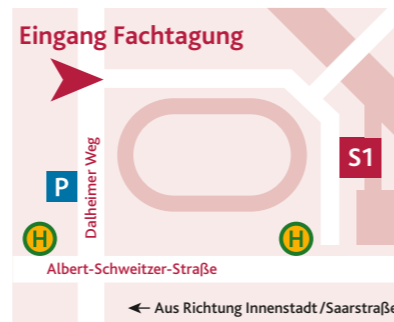 Eingang Fachtagung
Dalheimer Weg
S1
P
H
H
Albert-Schweitzer-Straße
← Aus Richtung Innenstadt/Saarstraße